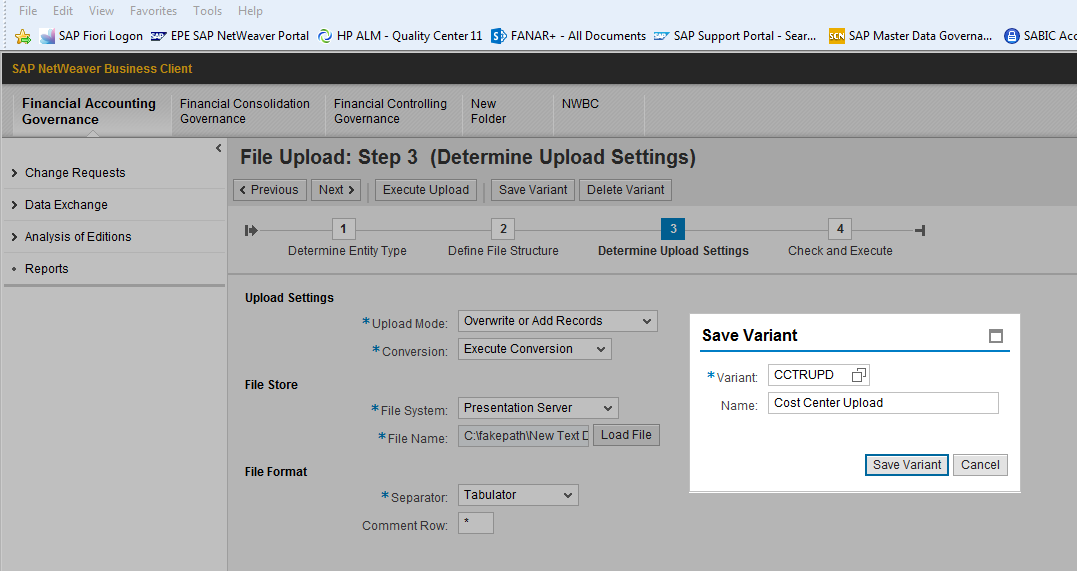 File Edit View Favorites Tools Help
SAP Fiori Logon EPE SAP NetWeaver Portal HP ALM - Quality Center 11 FANAR+ - All Documents SAP Support Portal - Sear... SCN SAP Master Data Governa... SABIC Acc
SAP NetWeaver Business Client
Financial Accounting Governance
Financial Consolidation Governance
Financial Controlling Governance
New Folder
NWBC
Change Requests
Data Exchange
Analysis of Editions
Reports
File Upload: Step 3 (Determine Upload Settings)
Previous Next Execute Upload Save Variant Delete Variant
1 2 3 4
Determine Entity Type Define File Structure Determine Upload Settings Check and Execute
Upload Settings
*Upload Mode: Overwrite or Add Records
*Conversion: Execute Conversion
File Store
*File System: Presentation Server
*File Name: C:\fakepath\New Text D Load File
File Format
*Separator: Tabulator
Comment Row: *
Save Variant
*Variant: CCTRUPD
Name: Cost Center Upload
Save Variant Cancel